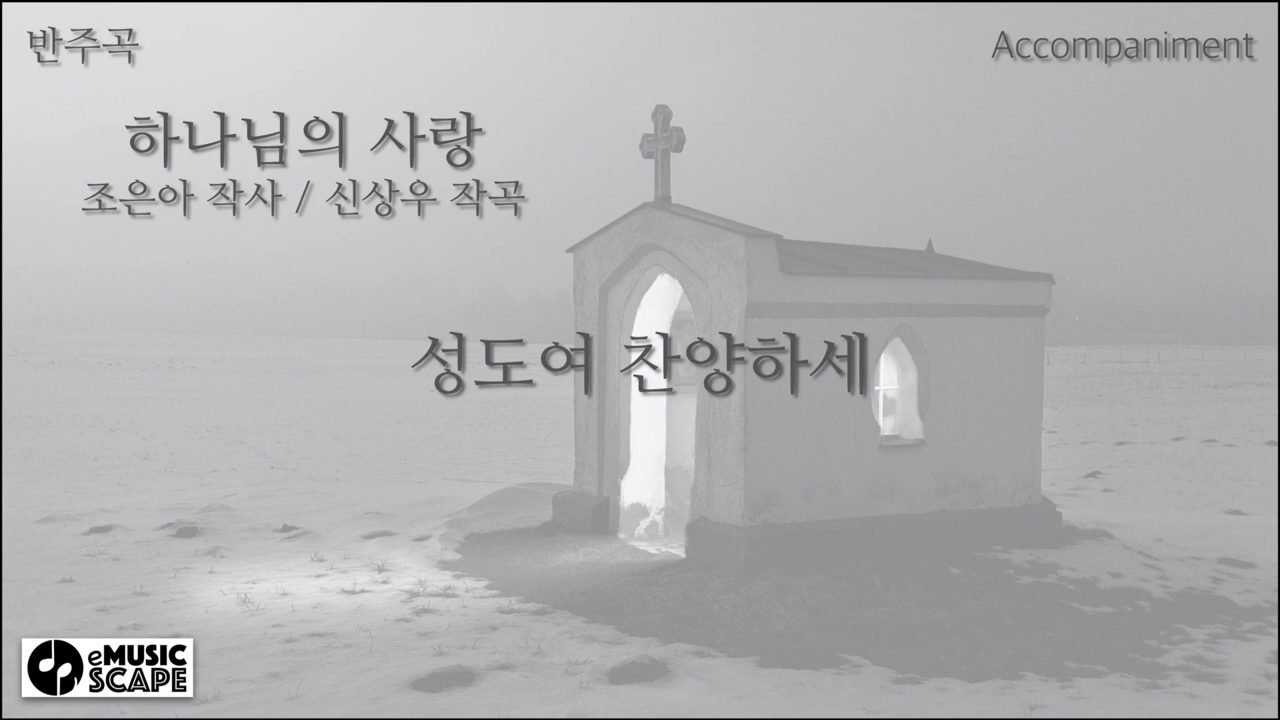 반주곡
Accompaniment
하나님의 사랑
조은아 작사 / 신상우 작곡
성도여 찬양하세
eMUSIC
SCAPE